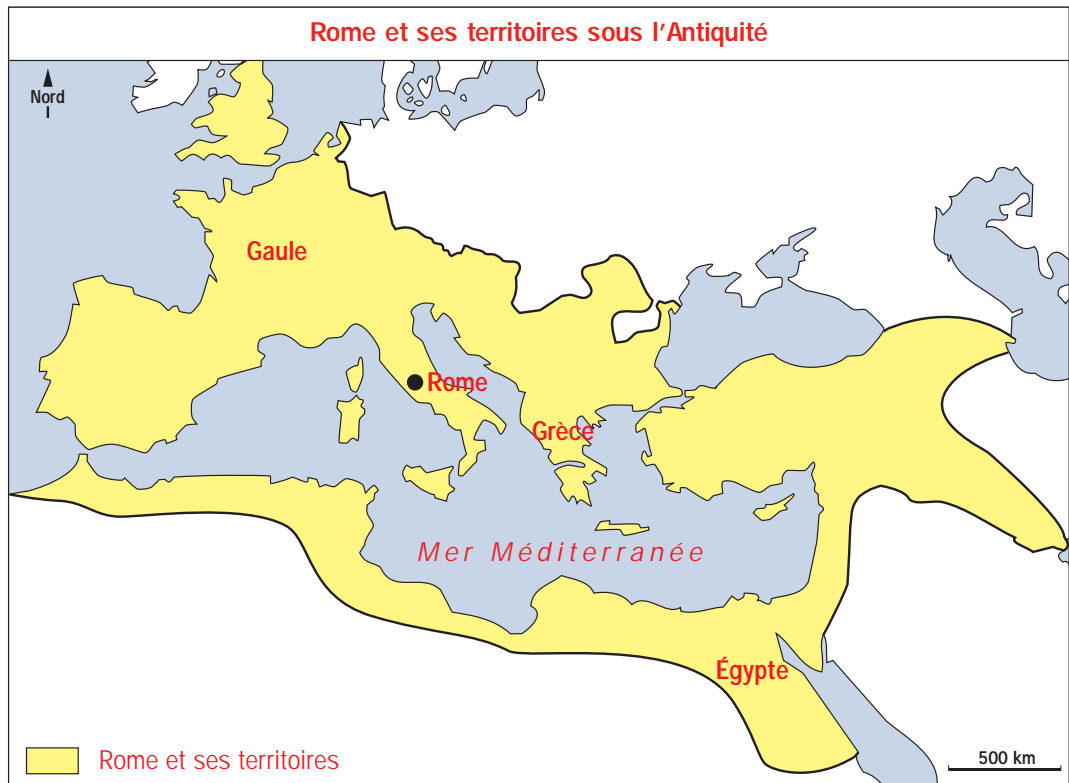 Rome et ses territoires sous l'Antiquité
Nord
Gaule
Rome
Grèce
Mer Méditerranée
Égypte
Rome et ses territoires
500 km